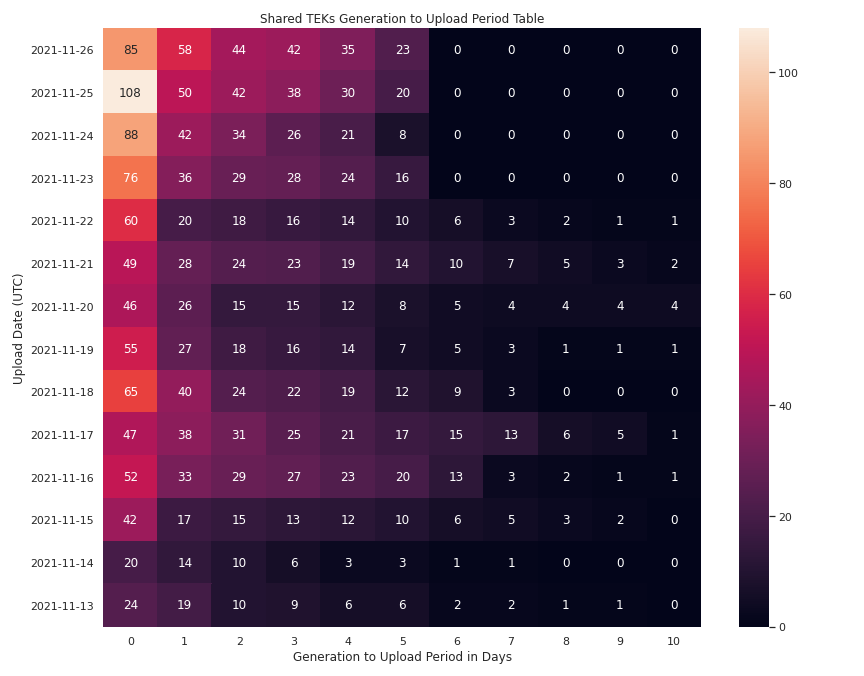 Shared TEKs Generation to Upload Period Table
2021-11-26 85 58 44 42 35 23 0 0 0 0 0
2021-11-25 108 50 42 38 30 20 0 0 0 0 0
2021-11-24 88 42 34 26 21 8 0 0 0 0 0
2021-11-23 76 36 29 28 24 16 0 0 0 0 0
2021-11-22 60 20 18 16 14 10 6 3 2 1 1
2021-11-21 49 28 24 23 19 14 10 7 5 3 2
2021-11-20 46 26 15 15 12 8 5 4 4 4 4
2021-11-19 55 27 18 16 14 7 5 3 1 1 1
2021-11-18 65 40 24 22 19 12 9 3 0 0 0
2021-11-17 47 38 31 25 21 17 15 13 6 5 1
2021-11-16 52 33 29 27 23 20 13 3 2 1 1
2021-11-15 42 17 15 13 12 10 6 5 3 2 0
2021-11-14 20 14 10 6 3 3 1 1 0 0 0
2021-11-13 24 19 10 9 6 6 2 2 1 1 0
0 1 2 3 4 5 6 7 8 9 10
Generation to Upload Period in Days
Upload Date (UTC)
100
80
60
40
20
0